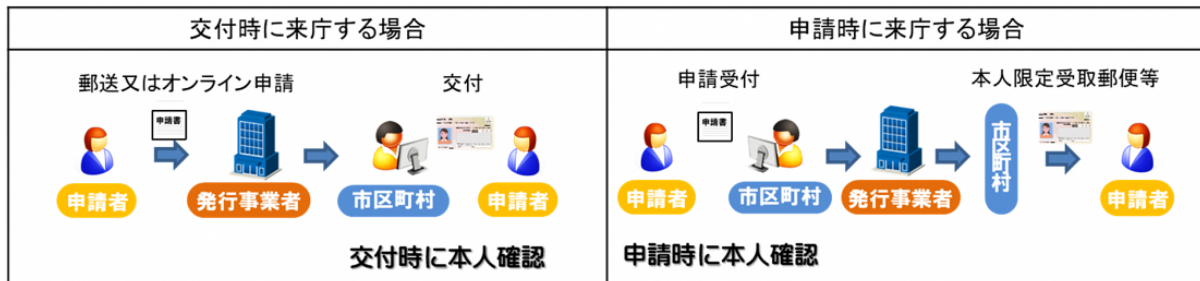 交付時に来庁する場合
郵送又はオンライン申請
交付
申請書
申請者
発行事業者
市区町村
申請者
交付時に本人確認
申請時に来庁する場合
申請受付
本人限定受取郵便等
申請書
市区町村
申請者
市区町村
発行事業者
申請者
申請時に本人確認